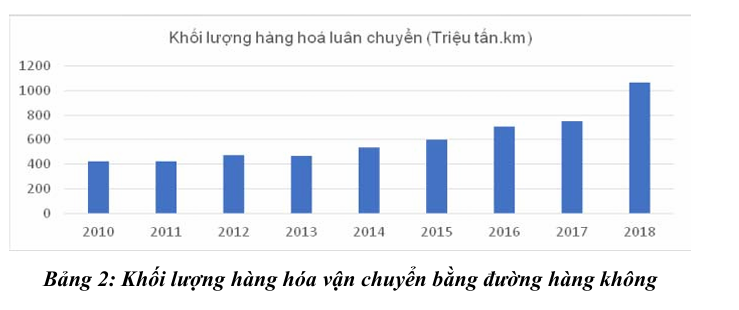 Khối lượng hàng hoá luân chuyển (Triệu tấn.km)
1200
1000
800
600
400
200
0
2010 2011 2012 2013 2014 2015 2016 2017 2018
Bảng 2: Khối lượng hàng hóa vận chuyển bằng đường hàng không